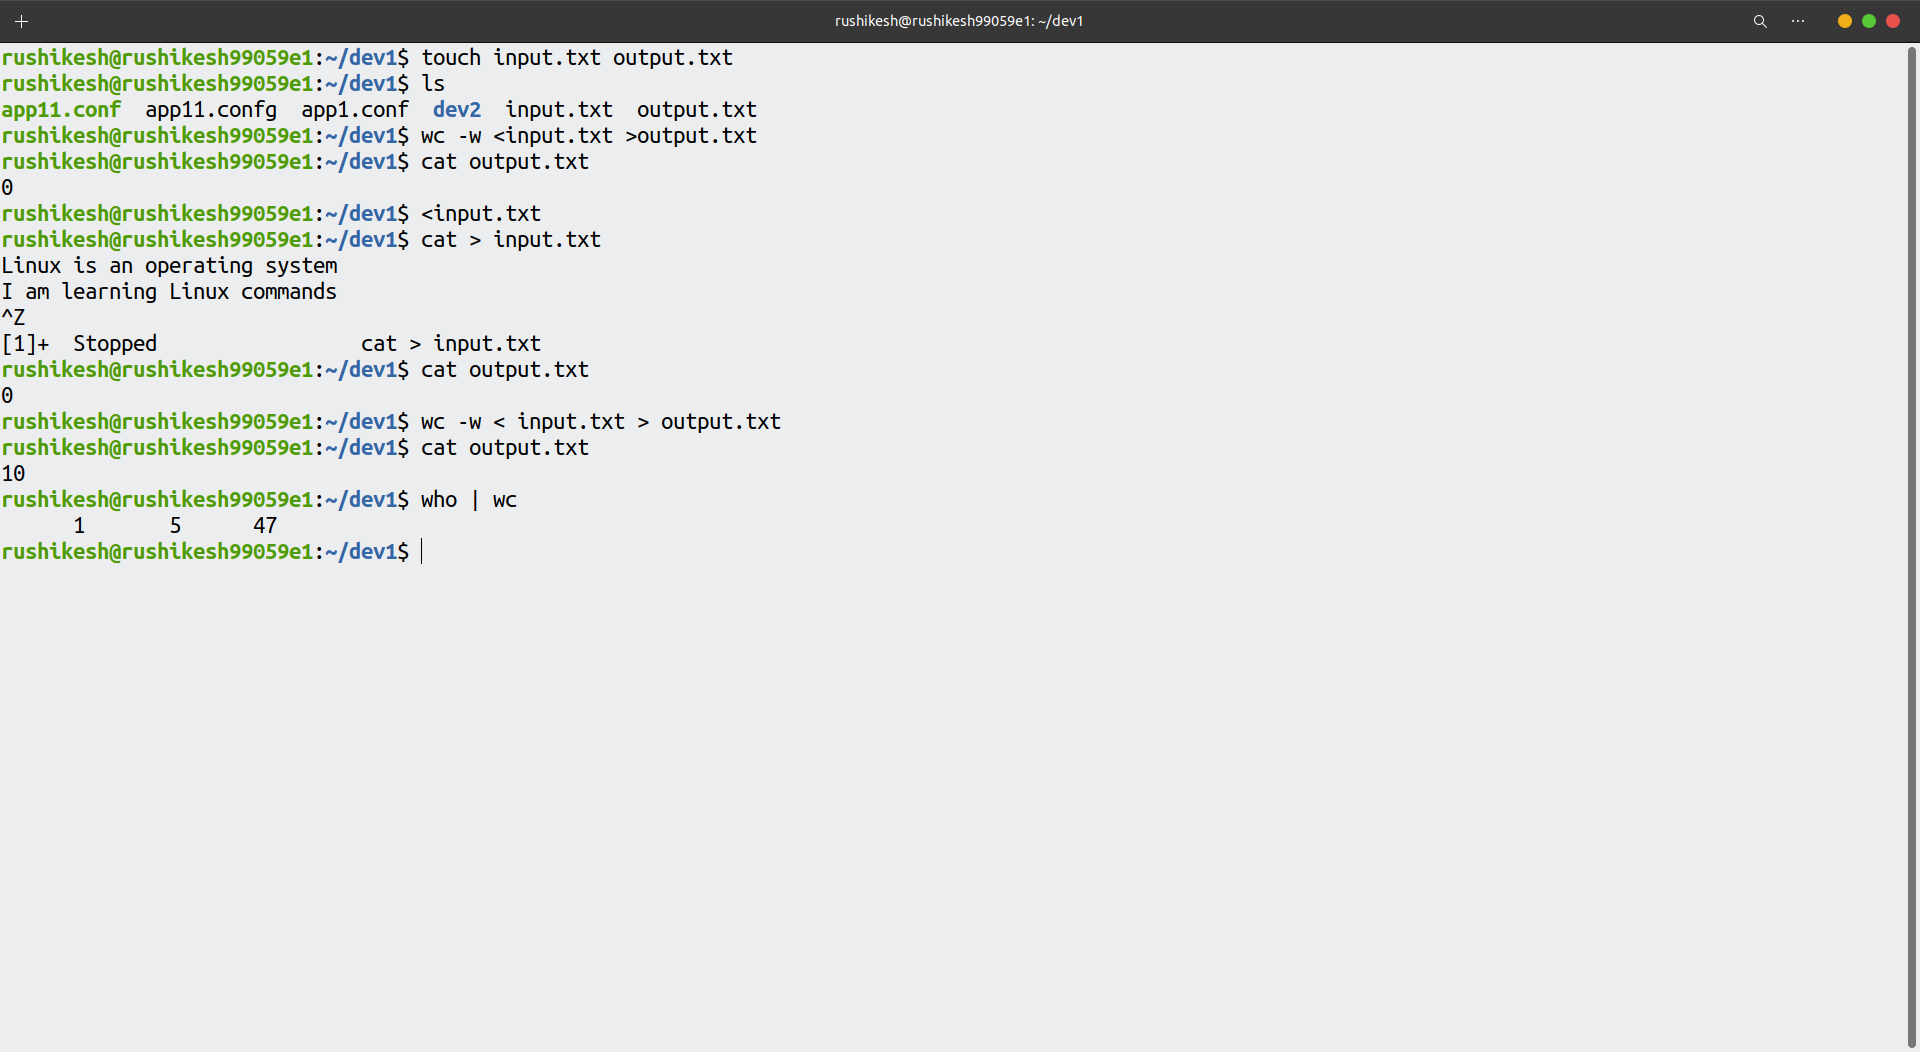 rushikesh@rushikesh99059e1: ~/dev1
rushikesh@rushikesh99059e1:~/dev1$ touch input.txt output.txt
rushikesh@rushikesh99059e1:~/dev1$ ls
app11.conf  app11.confg  app1.conf  dev2  input.txt  output.txt
rushikesh@rushikesh99059e1:~/dev1$ wc -w <input.txt >output.txt
rushikesh@rushikesh99059e1:~/dev1$ cat output.txt
0
rushikesh@rushikesh99059e1:~/dev1$ <input.txt
rushikesh@rushikesh99059e1:~/dev1$ cat > input.txt
Linux is an operating system
I am learning Linux commands
^Z
[1]+  Stopped                 cat > input.txt
rushikesh@rushikesh99059e1:~/dev1$ cat output.txt
0
rushikesh@rushikesh99059e1:~/dev1$ wc -w < input.txt > output.txt
rushikesh@rushikesh99059e1:~/dev1$ cat output.txt
10
rushikesh@rushikesh99059e1:~/dev1$ who | wc
      1       5      47
rushikesh@rushikesh99059e1:~/dev1$